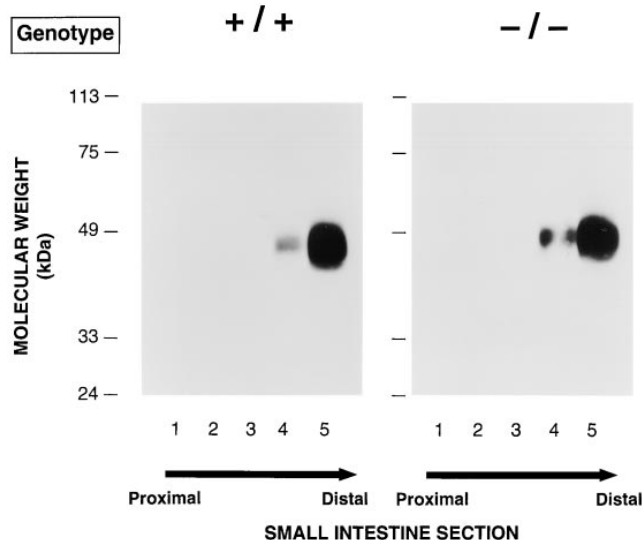 Genotype
+ / +
– / –
113 –
75 –
49 –
33 –
24 –
MOLECULAR WEIGHT
(kDa)
1 2 3 4 5
1 2 3 4 5
Proximal Distal
Proximal Distal
SMALL INTESTINE SECTION